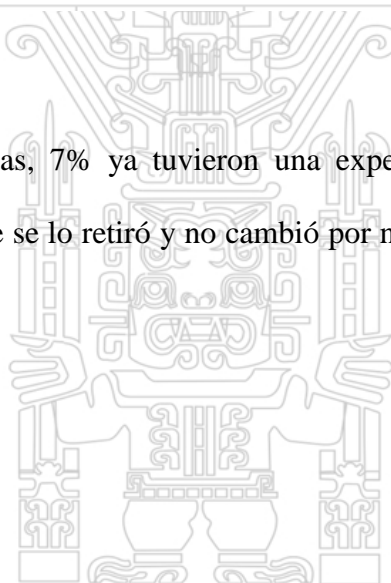 as, 7% ya tuvieron una expe
e se lo retiró y no cambió por n